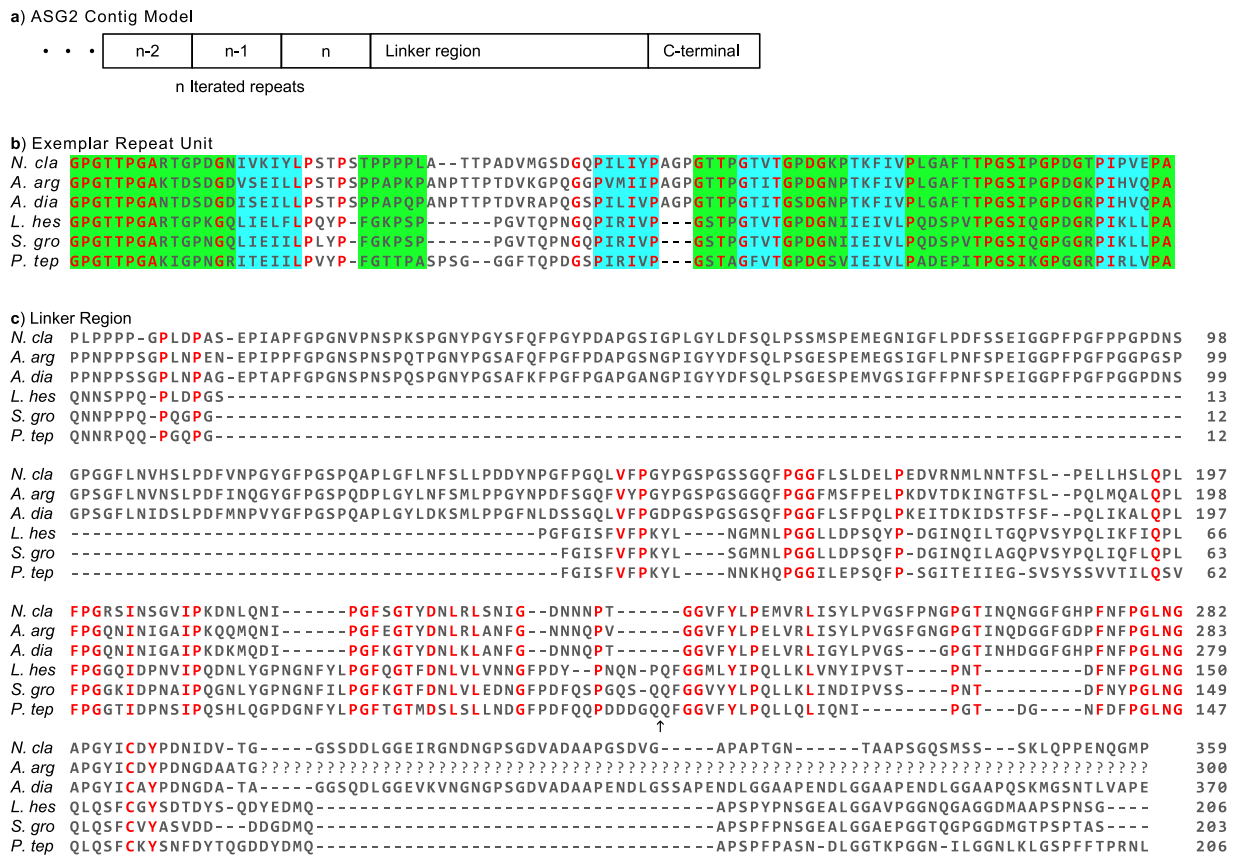 a) ASG2 Contig Model
• • • n-2 n-1 n Linker region C-terminal
n Iterated repeats
b) Exemplar Repeat Unit
N. cla GPGTTPGARTGPDGNIVKIYLPSTPSTPPPPLA--TTPADVMGSDGQPILIYPAGPGTTPGTVTGPDGKPTKFIVPLGAFTTPGSIPGPDGTPIPVEPA
A. arg GPGTTPGAKTDSDGDVSEILLPSTPSPPAPKPANPTTPTDVKGPQGGPVMIIPAGPGTTPGTITGPDGNPTKFIVPLGAFTTPGSIPGPDGKPIHVQPA
A. dia GPGTTPGANTDSDGDISEILLPSTPSPPAPQPANPTTPTDVRAPQGSPILIVPAGPGTTPGTITGPDGNPTKFIVPLGAFTTPGSIPGPDGRPIHVQPA
L. hes GPGTTPGARTGPKGQLIELFLPQYP-FGKPSP------PGVTQPNGQPIRIVP---GSTPGTVTGPDGNIIEIVLPQDSPVTPGSIPGPDGRPIKLLPA
S. gro GPGTTPGARTGPNGQLIEIILPLYP-FGKPSP------PGVTQPNGQPIRIVP---GSTPGTVTGPDGNIIEIVLPQDSPVTPGSIQGPGGRPIKLLPA
P. tep GPGTTPGAKIGPNGRITEIILPVYP-FGTTPASPSG--GGFTQPDGSPIRIVP---GSTAGFVTGPDGSVIEIVLPADEPITPGSIKGPGGRPIRLVPA
c) Linker Region
N. cla PLPPPP-GPLDPAS-EPIAPFGPGNVPNSPKSPGNYPGYSFQFPGYPDAPGSIGPLGYLDFSQLPSSMSPEMEGNIGFLPDFSSEIGGPFPGFPPGPDNS 98
A. arg PPNPPPSGPLNPEN-EPIPPFGPGNSPNSPQTPGNYPGYSAQFPGFPDAPGSNGPIGYYDFSQLPSGESPEMEGSIGFLPNFSPEIGGPFPGFPGGPGSP 99
A. dia PPNPPSSGPLNPAG-EPTAPFGPGNSPNSPQSPGNYPGSAFKFPGFPGAPGANGPIGYYDFSQLPSGESPEMVGSIGFFPNFSPEIGGPFPGFPGGPDNS 99
L. hes QNNSPPQ-PLDPGS-------------------------------------------------------------------------------------- 13
S. gro QNNPPPQ-PQGPG--------------------------------------------------------------------------------------- 12
P. tep QNNRPQQ-PGQPG--------------------------------------------------------------------------------------- 12
N. cla GPGGFLNVHSLPDFVNPGYGFPGSPQAPLGFLNFSLLPDDYNPGFPGQLVFPGYPGSPGSSGQFPGGFLSLDELPEDVRNMLNNTFSL--PELLHSLQPL 197
A. arg GPSGFLNVNSLPDFINQGYGFPGSPQDPLGYLNFSMLPPGYNPDFSGQFVYPGYPGSPGSGGQFPGGFMSFPELPKDVTDKINGTFSL--PQLMQALQPL 198
A. dia GPSGFLNIDSLPDFMNPVYGFPGSPQAPLGYLDKSMLPPGFNLDSSGQLVFPGDPGSPGSGSQFPGGFLSFPQLPKEITDKIDSTFSF--PQLIKALQPL 197
L. hes ------------------------------------------PGFGISFVFPKYL---NGMNLPGGLLDPSQYP-DGINQILTGQPVSYPQLIKFIQPL 66
S. gro --------------------------------------------FGISFVFPKYL---SGMNLPGGLLDPSQFP-DGINQILAGQPVSYPQLIQFLQPL 63
P. tep --------------------------------------------FGISFVFPKYL---NNKHQPGGILEPSQFP-SGITEIIEG-SVSYSSVVTILQSV 62
N. cla FPGRSINSGVIPKDNLQNI------PGFSGTYDNLRLSNIG--DNNNPT------GGVFYLPEMVRLISYLPVGSFPNGPGTINQNGGFGHPFNFPGLNG 282
A. arg FPGQNINIGAIPKQQMQNI------PGFEGTYDNLRLANFG--NNNQPV------GGVFYLPELVRLISYLPVGSFGNGPGTINQDGGFGDPFNFPGLNG 283
A. dia FPGQNINIGAIPKDKMQDI------PGFKGTYDNLRLANFG--DNNQPT------GGVFYLPELVRLIGYLPVGS---GPGTINHDGGFGHPFNFPGLNG 279
L. hes FPGGQIDPNVIPQDNLYGPNGNFYLPGFQGTFDNLVLVNNGFPDY--PNQN-PQFGGMLYIPQLLKLVNYIPVST---PNT-------DFNFPGLNG 150
S. gro FPGGKIDPNAIPQGNLYGPNGNFILPGFKGTFDNLVLEDNGFPDFQSPGQS-QQFGGVYYLPQLLKLINDIPVSS---PNT-------DFNYPGLNG 149
P. tep FPGGTIDPNSIPQSHLQGPDGNFYLPGFTGTMDSLSLLNDGFPDFQQPDDDGQQFGGVFYLPQLLQLIQNI------PGT---DG---NFDFPGLNG 147
↑
N. cla APGYICDYPDNIDV-TG-----GSSDDLGGEIRGNDNGPSGDVADAAPGSDVG-----APAPTGN-----TAAPSGQSMSS---SKLQPPENQGMP 359
A. arg APGYICDYPDNGDAATG??????????????????????????????????????????????????????????????????????????????? 300
A. dia APGYICAYPDNGDA-TA-----GGSQDLGGEVKVNGNGPSGDVADAAPENDLGSSAPENDLGGAAPENDLGGAAPENDLGGAAPQSKMGSNTLVAPE 370
L. hes QLQSFCGYSDTDYS-QDYEDMQ------------------------------------APSPYPNSGEALGGAVPGGNQGAGGDMAAPSPNSG---- 206
S. gro QLQSFCVYASVDD---DDGDMQ------------------------------------APSPFPNSGEALGGAEPGGTQGPGGDMGTPSPTAS---- 203
P. tep QLQSFCKYSNFDYTQGDDYDMQ------------------------------------APSPFPASN-DLGGTKPGGN-ILGGNLKLGSPFFTPRNL 206